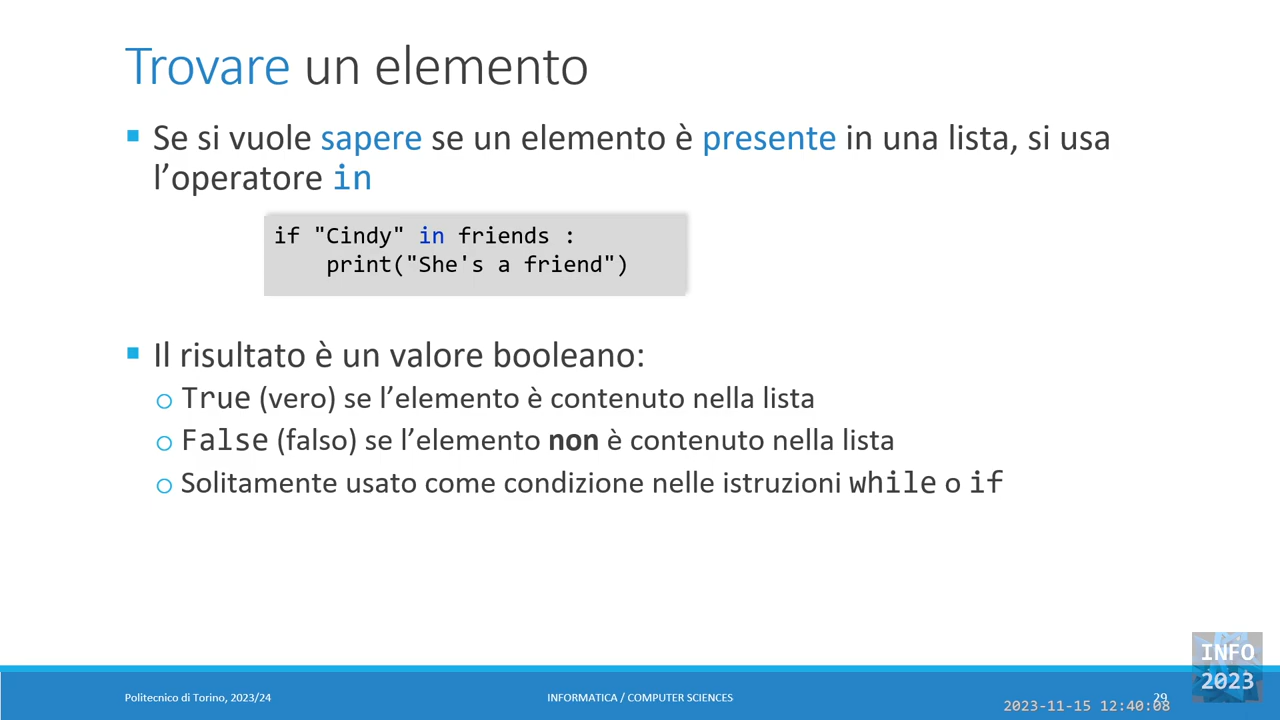 Trovare un elemento
Se si vuole sapere se un elemento è presente in una lista, si usa
l'operatore in
if "Cindy" in friends :
    print("She's a friend")
Il risultato è un valore booleano:
True (vero) se l'elemento è contenuto nella lista
False (falso) se l'elemento non è contenuto nella lista
Solitamente usato come condizione nelle istruzioni while o if
INFO
2023
Politecnico di Torino, 2023/24
INFORMATICA / COMPUTER SCIENCES
29
2023-11-15 12:40:08